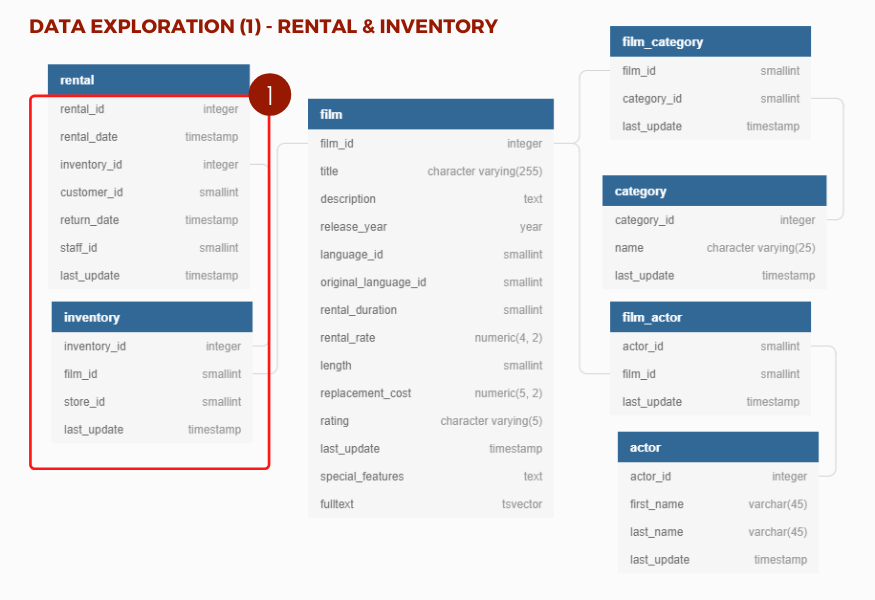 DATA EXPLORATION (1) - RENTAL & INVENTORY
rental
1
rental_id integer
rental_date timestamp
inventory_id integer
customer_id smallint
return_date timestamp
staff_id smallint
last_update timestamp
inventory
inventory_id integer
film_id smallint
store_id smallint
last_update timestamp
film
film_id integer
title character varying(255)
description text
release_year year
language_id smallint
original_language_id smallint
rental_duration smallint
rental_rate numeric(4, 2)
length smallint
replacement_cost numeric(5, 2)
rating character varying(5)
last_update timestamp
special_features text
fulltext tsvector
film_category
film_id smallint
category_id smallint
last_update timestamp
category
category_id integer
name character varying(25)
last_update timestamp
film_actor
actor_id smallint
film_id smallint
last_update timestamp
actor
actor_id integer
first_name varchar(45)
last_name varchar(45)
last_update timestamp